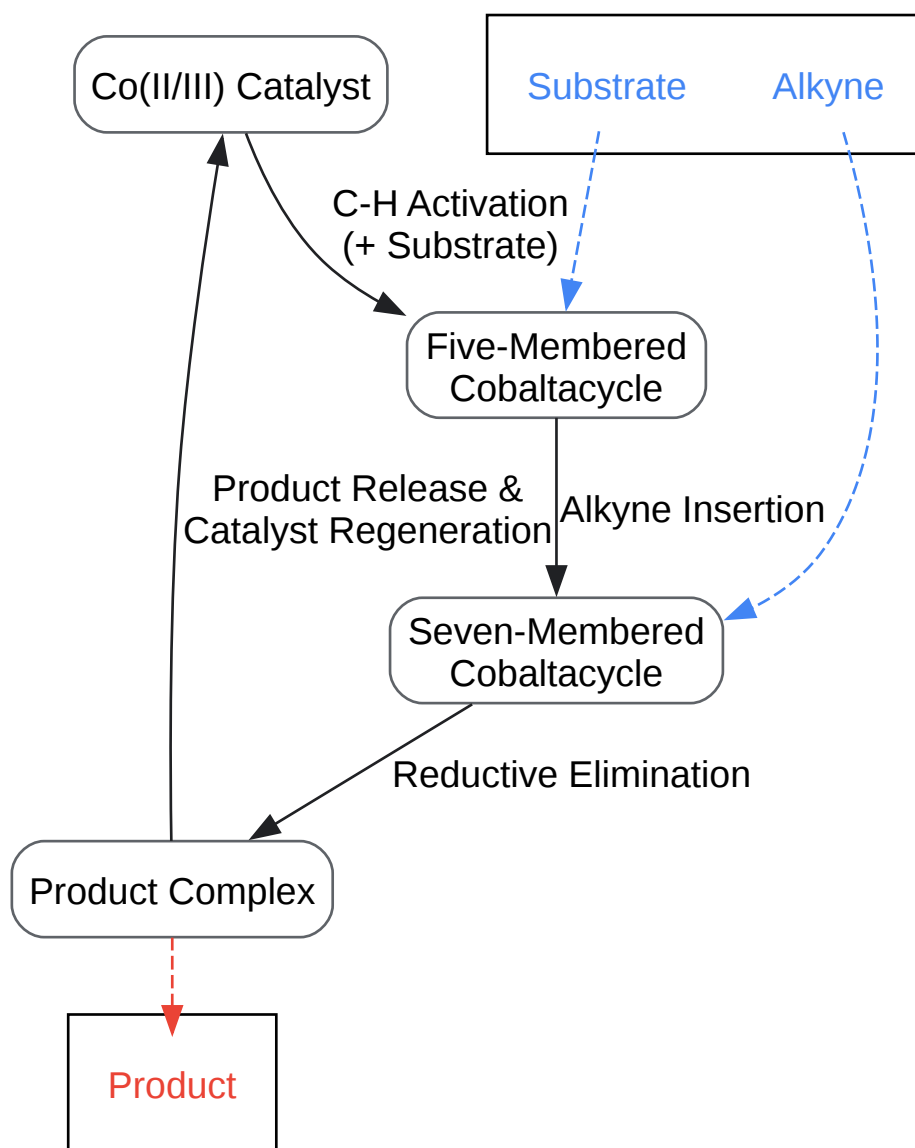 Co(II/III) Catalyst
Substrate
Alkyne
C-H Activation
(+ Substrate)
Five-Membered
Cobaltacycle
Product Release &
Catalyst Regeneration
Alkyne Insertion
Seven-Membered
Cobaltacycle
Reductive Elimination
Product Complex
Product